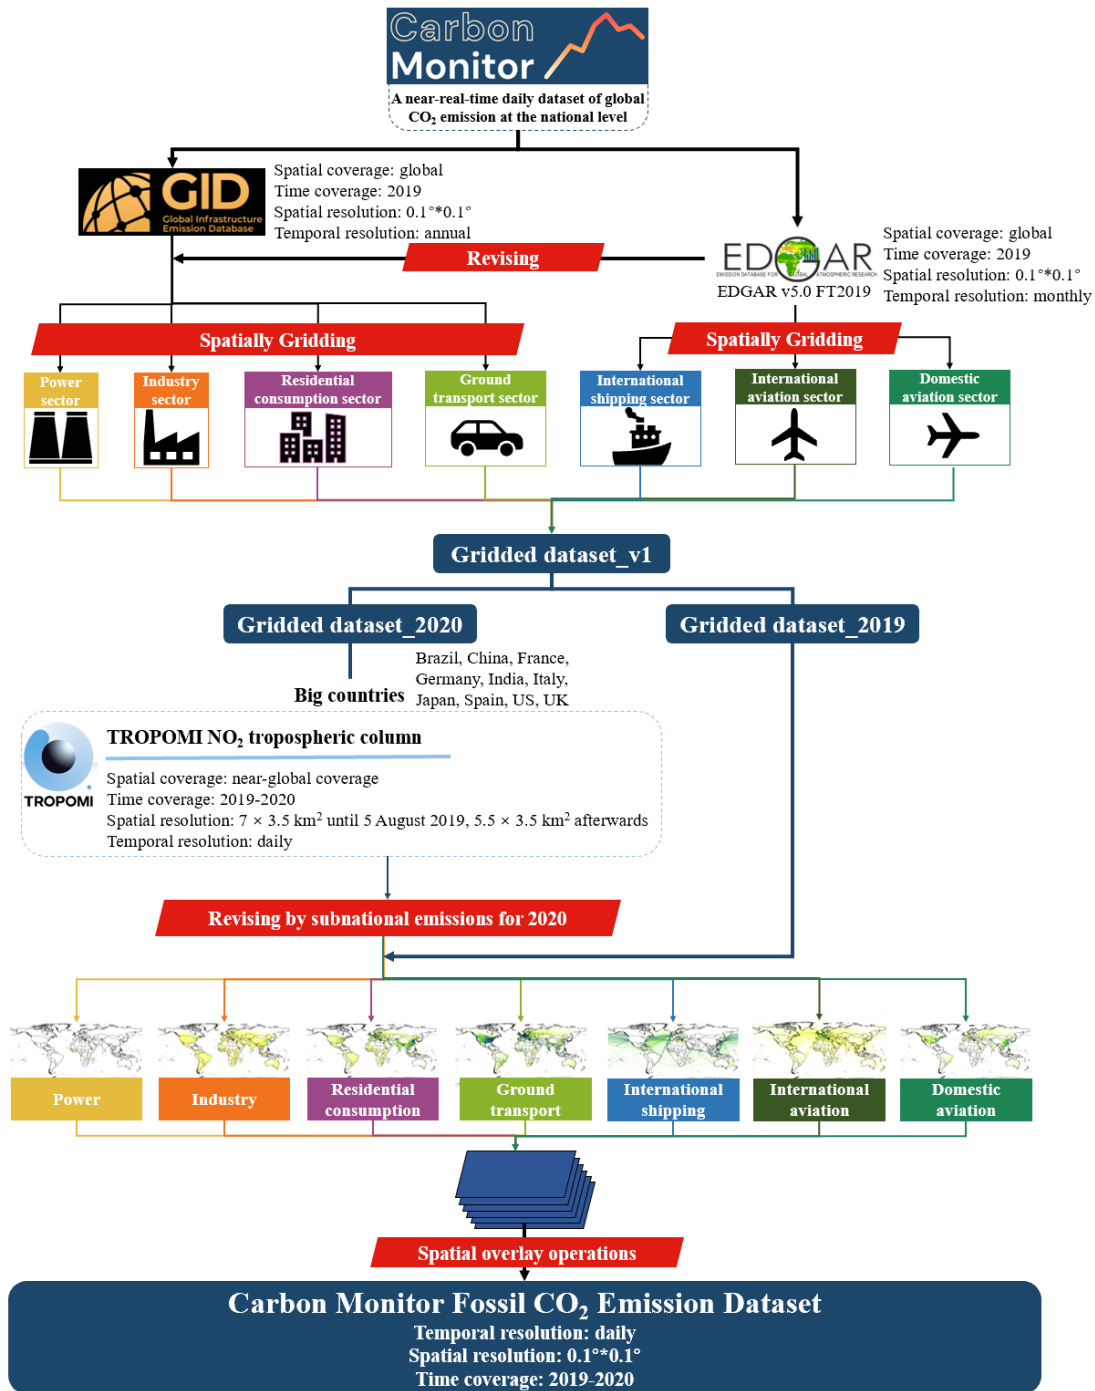 Carbon
Monitor
A near-real-time daily dataset of global
CO₂ emission at the national level
GID
Global Infrastructure
Emission Database
Spatial coverage: global
Time coverage: 2019
Spatial resolution: 0.1°*0.1°
Temporal resolution: annual
Revising
EDGAR
EMISSION DATABASE FOR GLOBAL ATMOSPHERIC RESEARCH
EDGAR v5.0 FT2019
Spatial coverage: global
Time coverage: 2019
Spatial resolution: 0.1°*0.1°
Temporal resolution: monthly
Spatially Gridding
Spatially Gridding
Power
sector
Industry
sector
Residential
consumption sector
Ground
transport sector
International
shipping sector
International
aviation sector
Domestic
aviation sector
Gridded dataset_v1
Gridded dataset_2020
Gridded dataset_2019
Big countries
Brazil, China, France,
Germany, India, Italy,
Japan, Spain, US, UK
TROPOMI
TROPOMI NO₂ tropospheric column
Spatial coverage: near-global coverage
Time coverage: 2019-2020
Spatial resolution: 7 × 3.5 km² until 5 August 2019, 5.5 × 3.5 km² afterwards
Temporal resolution: daily
Revising by subnational emissions for 2020
Power
Industry
Residential
consumption
Ground
transport
International
shipping
International
aviation
Domestic
aviation
Spatial overlay operations
Carbon Monitor Fossil CO₂ Emission Dataset
Temporal resolution: daily
Spatial resolution: 0.1°*0.1°
Time coverage: 2019-2020